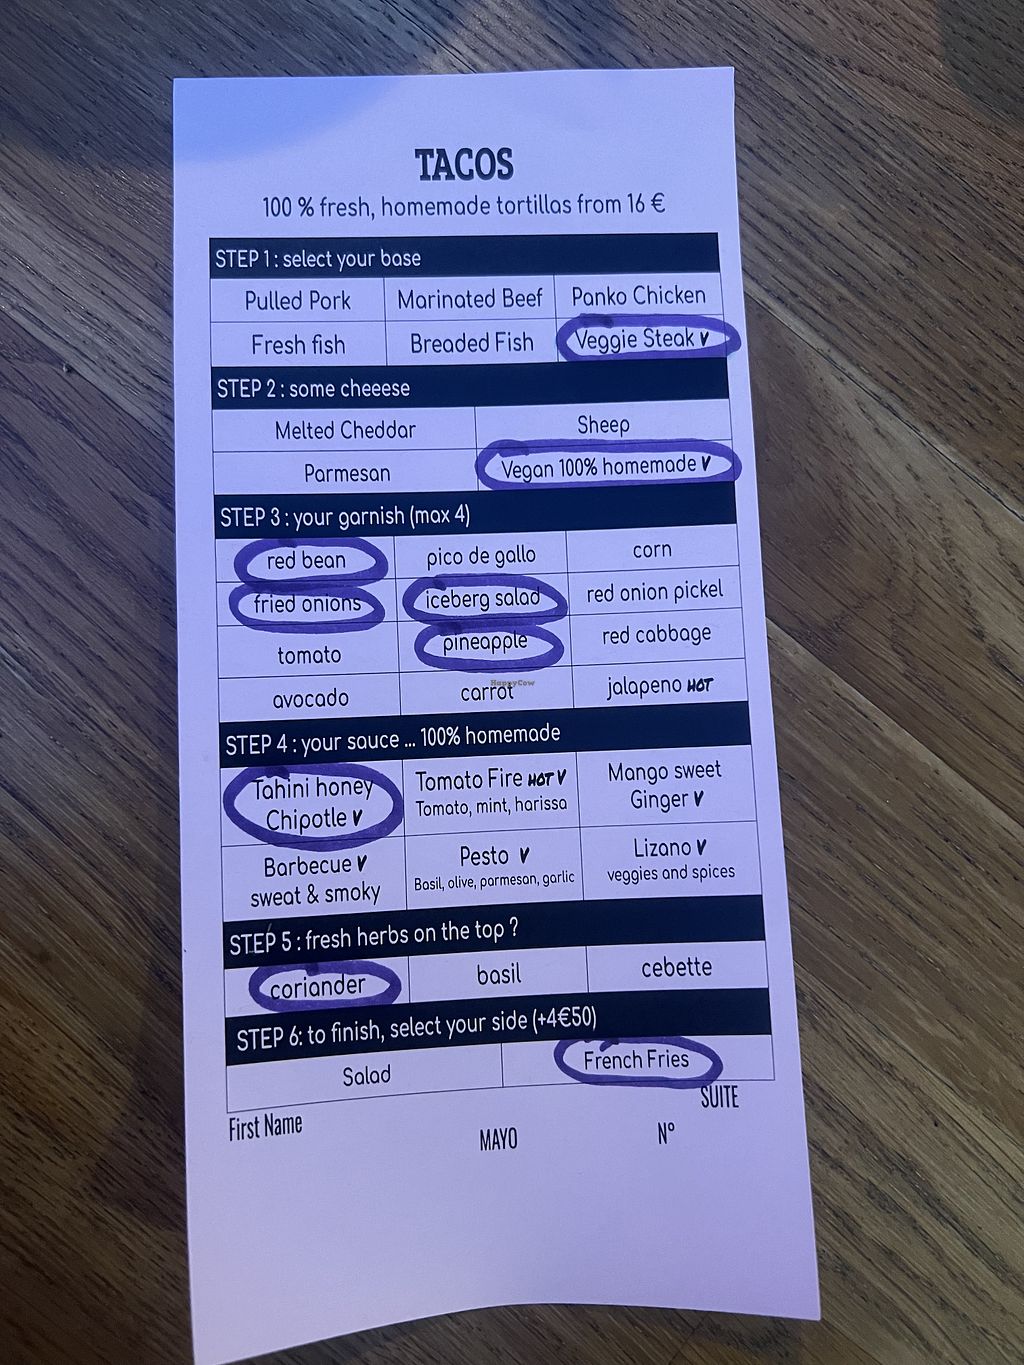 TACOS
100 % fresh, homemade tortillas from 16 €
STEP 1 : select your base
Pulled Pork Marinated Beef Panko Chicken
Fresh fish Breaded Fish Veggie Steak V
STEP 2 : some cheeese
Melted Cheddar Sheep
Parmesan Vegan 100% homemade V
STEP 3 : your garnish (max 4)
red bean pico de gallo corn
fried onions iceberg salad red onion pickel
tomato pineapple red cabbage
avocado carrot jalapeno HOT
HappyCow
STEP 4 : your sauce ... 100% homemade
Tahini honey Tomato Fire HOT V Mango sweet
Chipotle V Tomato, mint, harissa Ginger V
Barbecue V Pesto V Lizano V
sweat & smoky Basil, olive, parmesan, garlic veggies and spices
STEP 5 : fresh herbs on the top ?
coriander basil cebette
STEP 6: to finish, select your side (+4€50)
Salad French Fries
SUITE
First Name MAYO N°